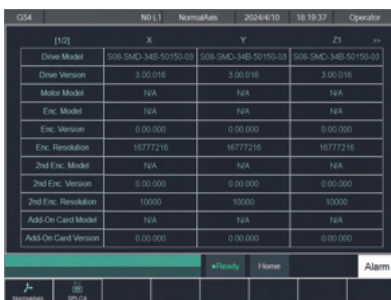 G54 N0 L1 NormalAxis 2024/4/10 18:19:37 Operator
[1/2] X Y Z1 >>
Drive Model S08-SMD-34B-50150-03 S08-SMD-34B-50150-03 S08-SMD-34B-50150-03
Drive Version 3.00.016 3.00.016 3.00.016
Motor Model N/A N/A N/A
Enc. Model N/A N/A N/A
Enc. Version 0.00.000 0.00.000 0.00.000
Enc. Resolution 16777216 16777216 16777216
2nd Enc. Model N/A N/A N/A
2nd Enc. Version 0.00.000 0.00.000 0.00.000
2nd Enc. Resolution 10000 10000 10000
Add-On Card Model N/A N/A N/A
Add-On Card Version 0.00.000 0.00.000 0.00.000
●Ready Home Alarm
NormalAxis SPLCA